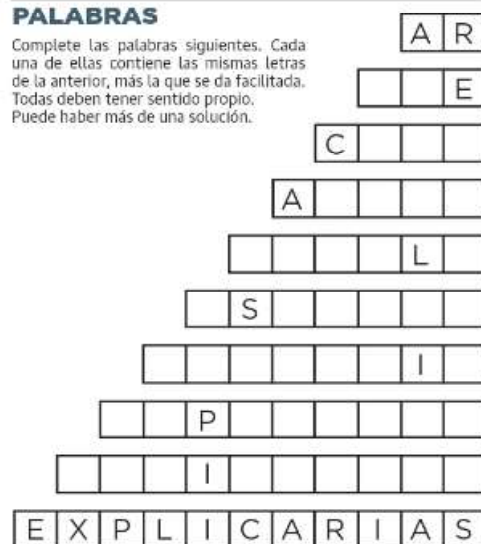 PALABRAS
Complete las palabras siguientes. Cada
una de ellas contiene las mismas letras
de la anterior, más la que se da facilitada.
Todas deben tener sentido propio.
Puede haber más de una solución.
A R
E
C
A
L
S
I
P
I
E X P L I C A R I A S